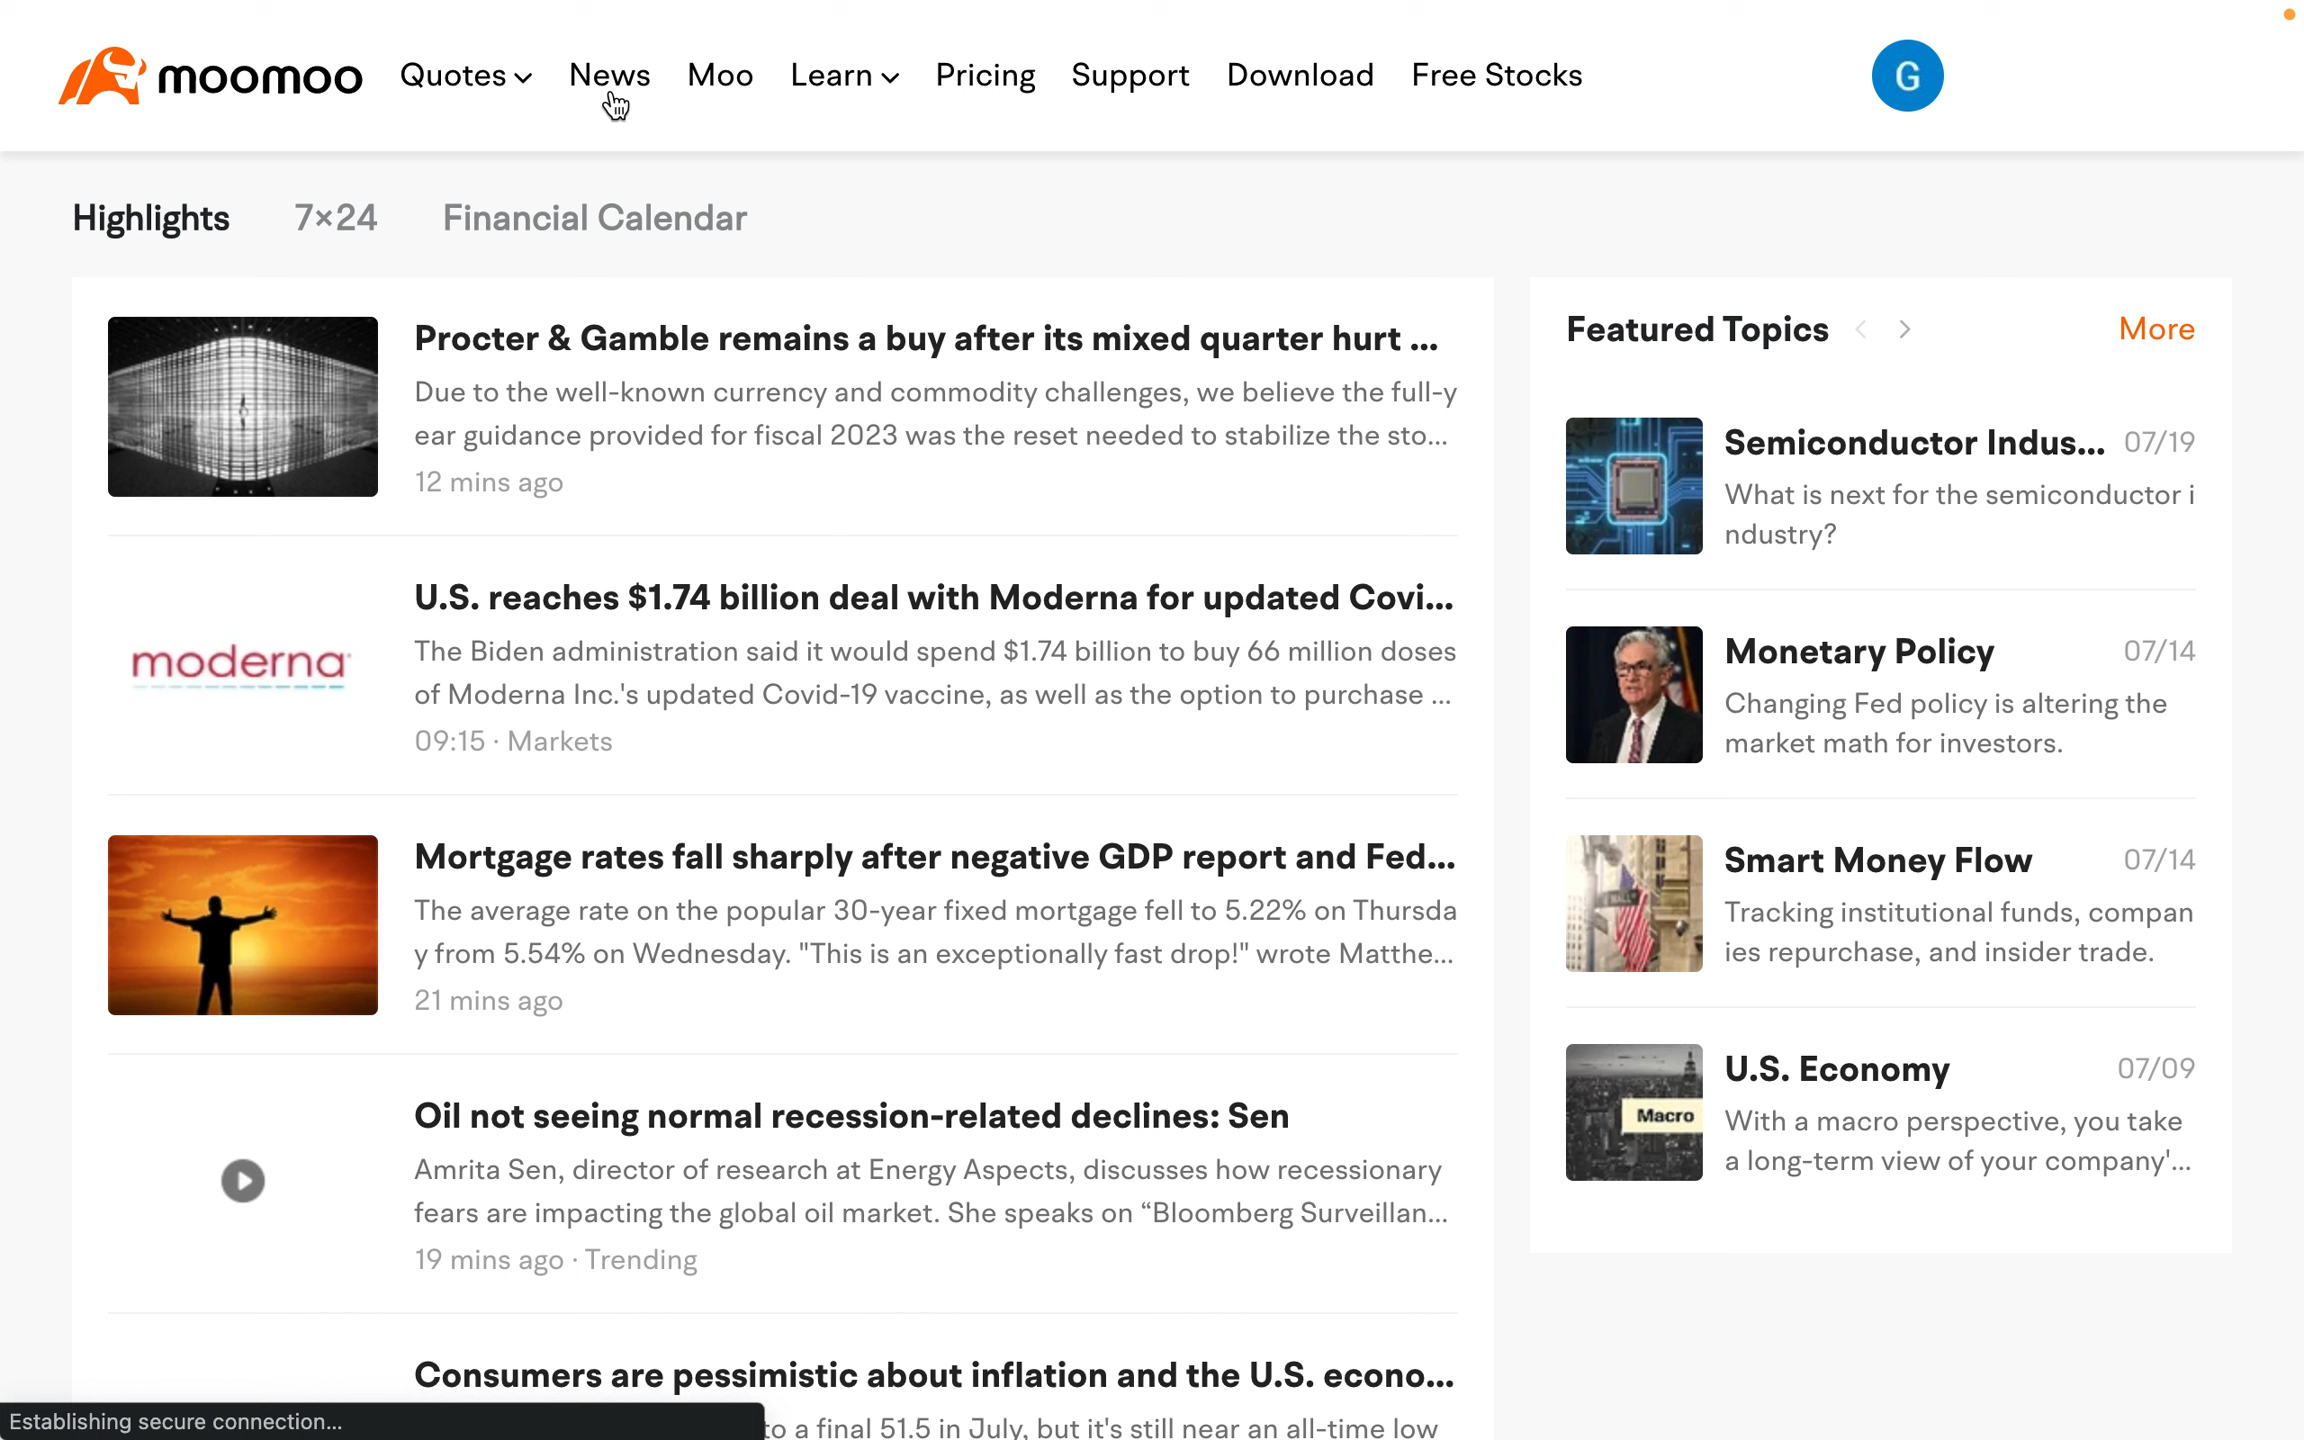 moomoo Quotes News Moo Learn Pricing Support Download Free Stocks G
Highlights 7×24 Financial Calendar
Procter & Gamble remains a buy after its mixed quarter hurt ...
Due to the well-known currency and commodity challenges, we believe the full-y
ear guidance provided for fiscal 2023 was the reset needed to stabilize the sto...
12 mins ago
moderna
U.S. reaches $1.74 billion deal with Moderna for updated Covi...
The Biden administration said it would spend $1.74 billion to buy 66 million doses
of Moderna Inc.'s updated Covid-19 vaccine, as well as the option to purchase ...
09:15 · Markets
Mortgage rates fall sharply after negative GDP report and Fed...
The average rate on the popular 30-year fixed mortgage fell to 5.22% on Thursda
y from 5.54% on Wednesday. "This is an exceptionally fast drop!" wrote Matthe...
21 mins ago
Oil not seeing normal recession-related declines: Sen
Amrita Sen, director of research at Energy Aspects, discusses how recessionary
fears are impacting the global oil market. She speaks on “Bloomberg Surveillan...
19 mins ago · Trending
Consumers are pessimistic about inflation and the U.S. econo...
to a final 51.5 in July, but it's still near an all-time low
Featured Topics More
Semiconductor Indus... 07/19
What is next for the semiconductor i
ndustry?
Monetary Policy 07/14
Changing Fed policy is altering the
market math for investors.
Smart Money Flow 07/14
Tracking institutional funds, compan
ies repurchase, and insider trade.
Macro
U.S. Economy 07/09
With a macro perspective, you take
a long-term view of your company'...
Establishing secure connection...